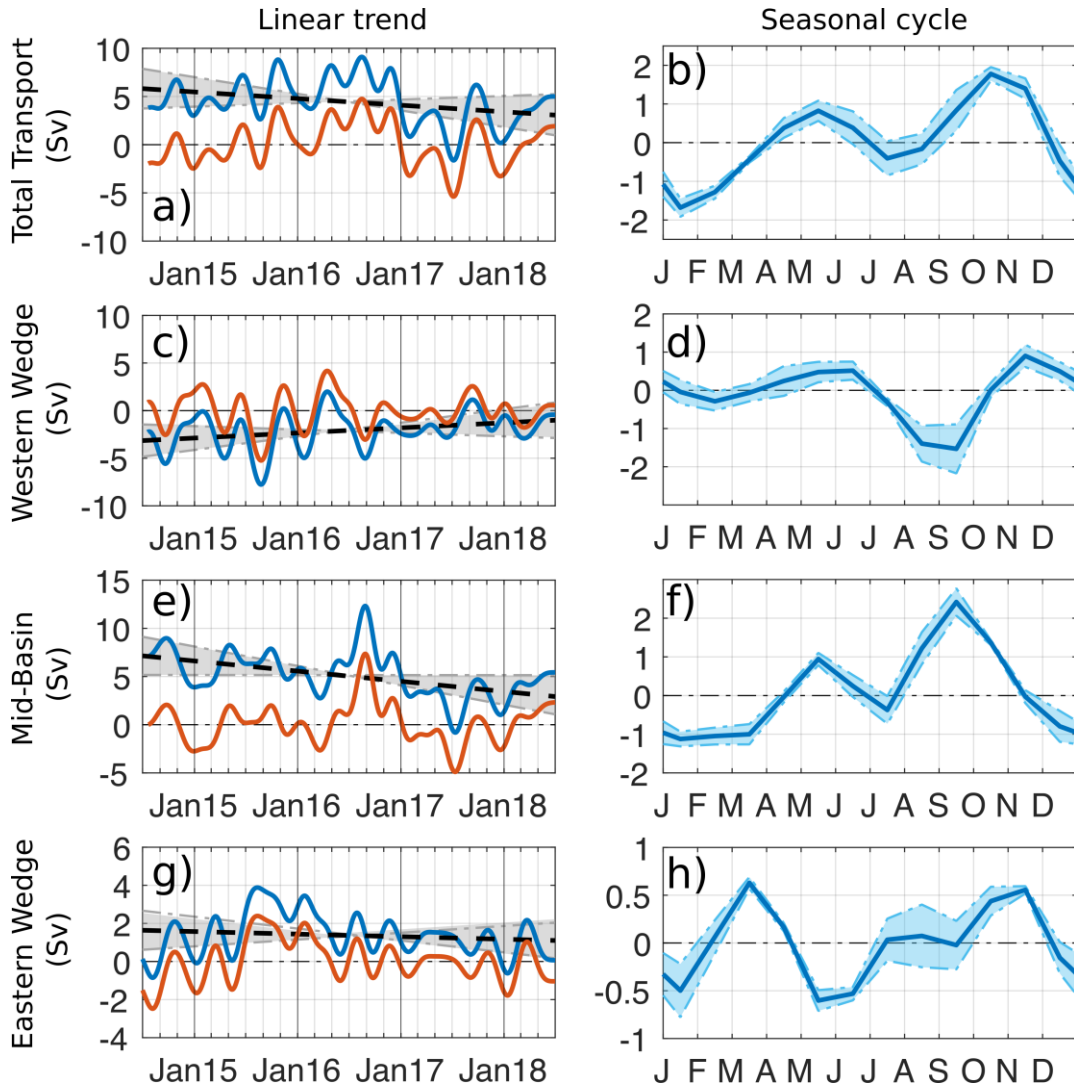 Linear trend
Seasonal cycle
Total Transport
(Sv)
10
5
0
-5
-10
a)
Jan15 Jan16 Jan17 Jan18
2
1
0
-1
-2
b)
J F M A M J J A S O N D
Western Wedge
(Sv)
10
5
0
-5
-10
c)
Jan15 Jan16 Jan17 Jan18
2
1
0
-1
-2
d)
J F M A M J J A S O N D
Mid-Basin
(Sv)
15
10
5
0
-5
e)
Jan15 Jan16 Jan17 Jan18
2
1
0
-1
-2
f)
J F M A M J J A S O N D
Eastern Wedge
(Sv)
6
4
2
0
-2
-4
g)
Jan15 Jan16 Jan17 Jan18
1
0.5
0
-0.5
-1
h)
J F M A M J J A S O N D